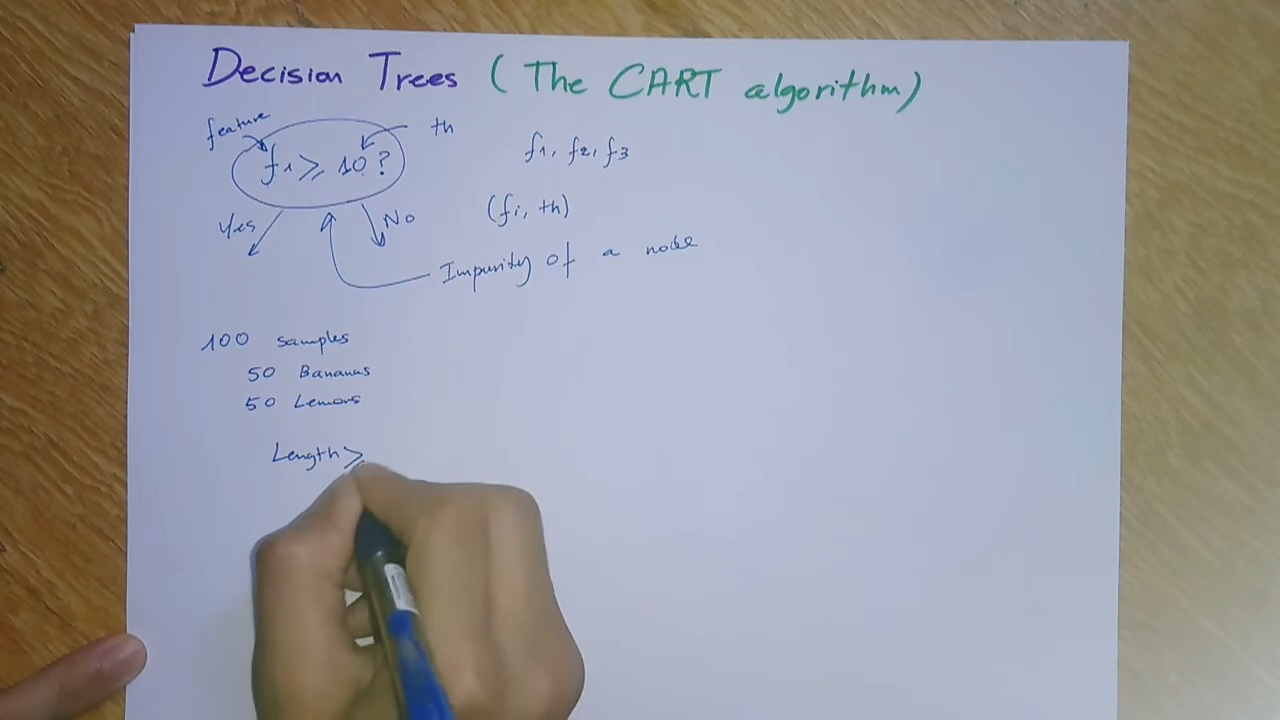 Decision Trees (The CART algorithm)
feature
th
f1 ⩾ 10 ?
f1, f2, f3
Yes
No
(fi, th)
Impurity of a node
100 samples
50 Bananas
50 Lemons
Length ⩾